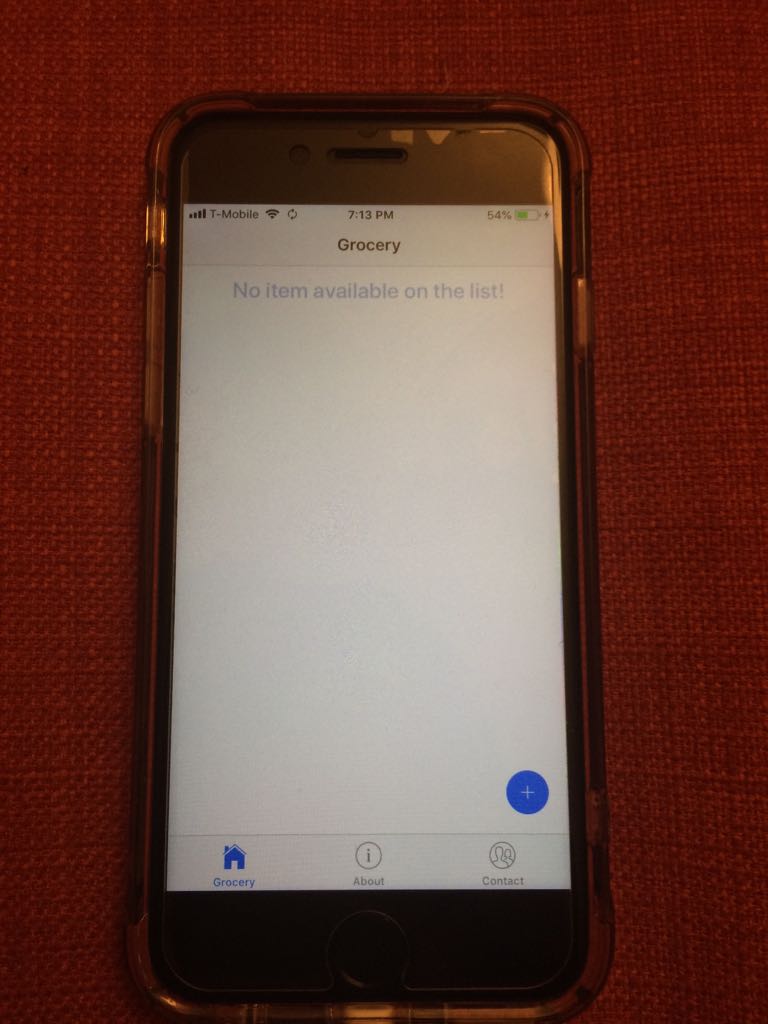 T-Mobile 7:13 PM 54%
Grocery
No item available on the list!
+
Grocery About Contact